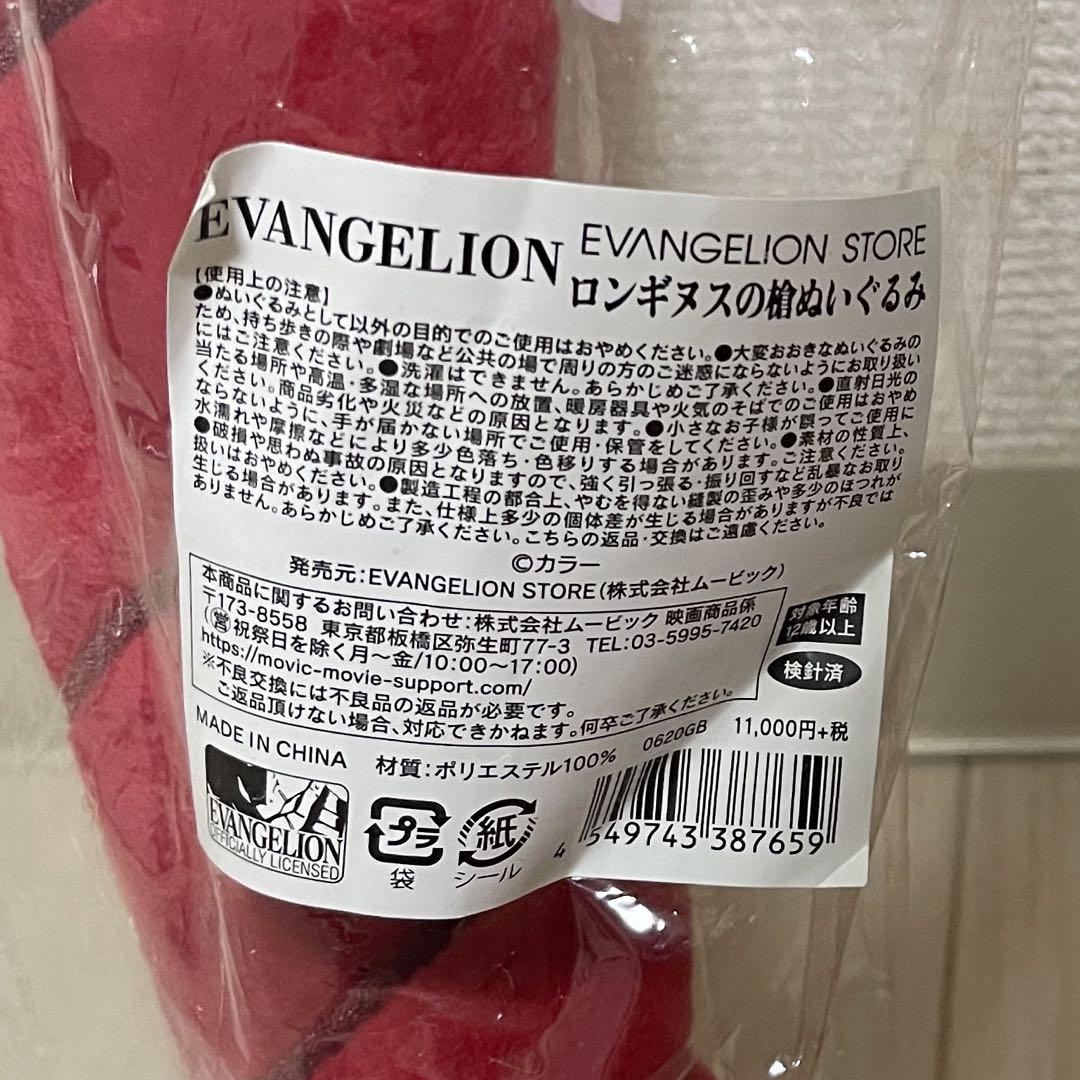 EVANGELION EVANGELION STORE
ロンギヌスの槍ぬいぐるみ
【使用上の注意】
●ぬいぐるみとして以外の目的でのご使用はおやめください。●大変おおきなぬいぐるみの
ため、持ち歩きの際や劇場など公共の場で周りの方のご迷惑にならないようにお取り扱い
にはご注意ください。●洗濯はできません。あらかじめご了承ください。●直射日光の
当たる場所や高温・多湿な場所への放置、暖房器具や火気のそばでのご使用はおやめ
ください。商品劣化や火災などの原因となります。●小さなお子様が誤ってご使用に
ならないように、手が届かない場所でご使用・保管をしてください。●素材の性質上、
水濡れや摩擦などにより多少色落ち・色移りする場合があります。ご注意ください。
●破損や思わぬ事故の原因となりますので、強く引っ張る・振り回すなど乱暴なお取り
扱いはおやめください。●製造工程の都合上、やむを得ない縫製の歪みや多少のほつれが
生じる場合があります。また、仕様上多少の個体差が生じる場合がありますが不良では
ありません。あらかじめご了承ください。こちらの返品・交換はご遠慮ください。
©カラー
発売元:EVANGELION STORE(株式会社ムービック)
本商品に関するお問い合わせ:株式会社ムービック 映画商品係
〒173-8558 東京都板橋区弥生町77-3 TEL:03-5995-7420
(営祝祭日を除く月～金/10:00～17:00)
https://movic-movie-support.com/
※不良交換には不良品の返品が必要です。
ご返品頂けない場合、対応できかねます。何卒ご了承ください。
対象年齢
12歳以上
検針済
MADE IN CHINA
材質:ポリエステル100%
0620GB
11,000円+税
EVANGELION
OFFICIALLY LICENSED
プラ
袋
紙
シール
4 549743 387659